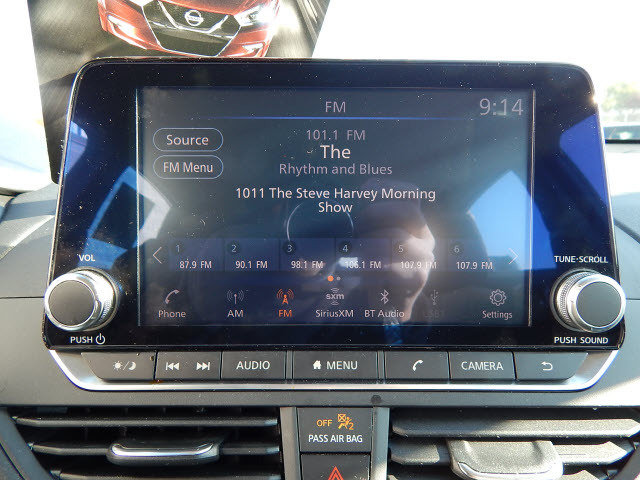 FM
9:14
Source
101.1 FM
The
FM Menu
Rhythm and Blues
1011 The Steve Harvey Morning
Show
1 2 3 4 5 6
87.9 FM 90.1 FM 98.1 FM 106.1 FM 107.9 FM 107.9 FM
VOL
TUNE-SCROLL
sxm
Phone AM FM SiriusXM BT Audio USB1 Settings
PUSH
PUSH SOUND
AUDIO MENU CAMERA
OFF 2
PASS AIR BAG